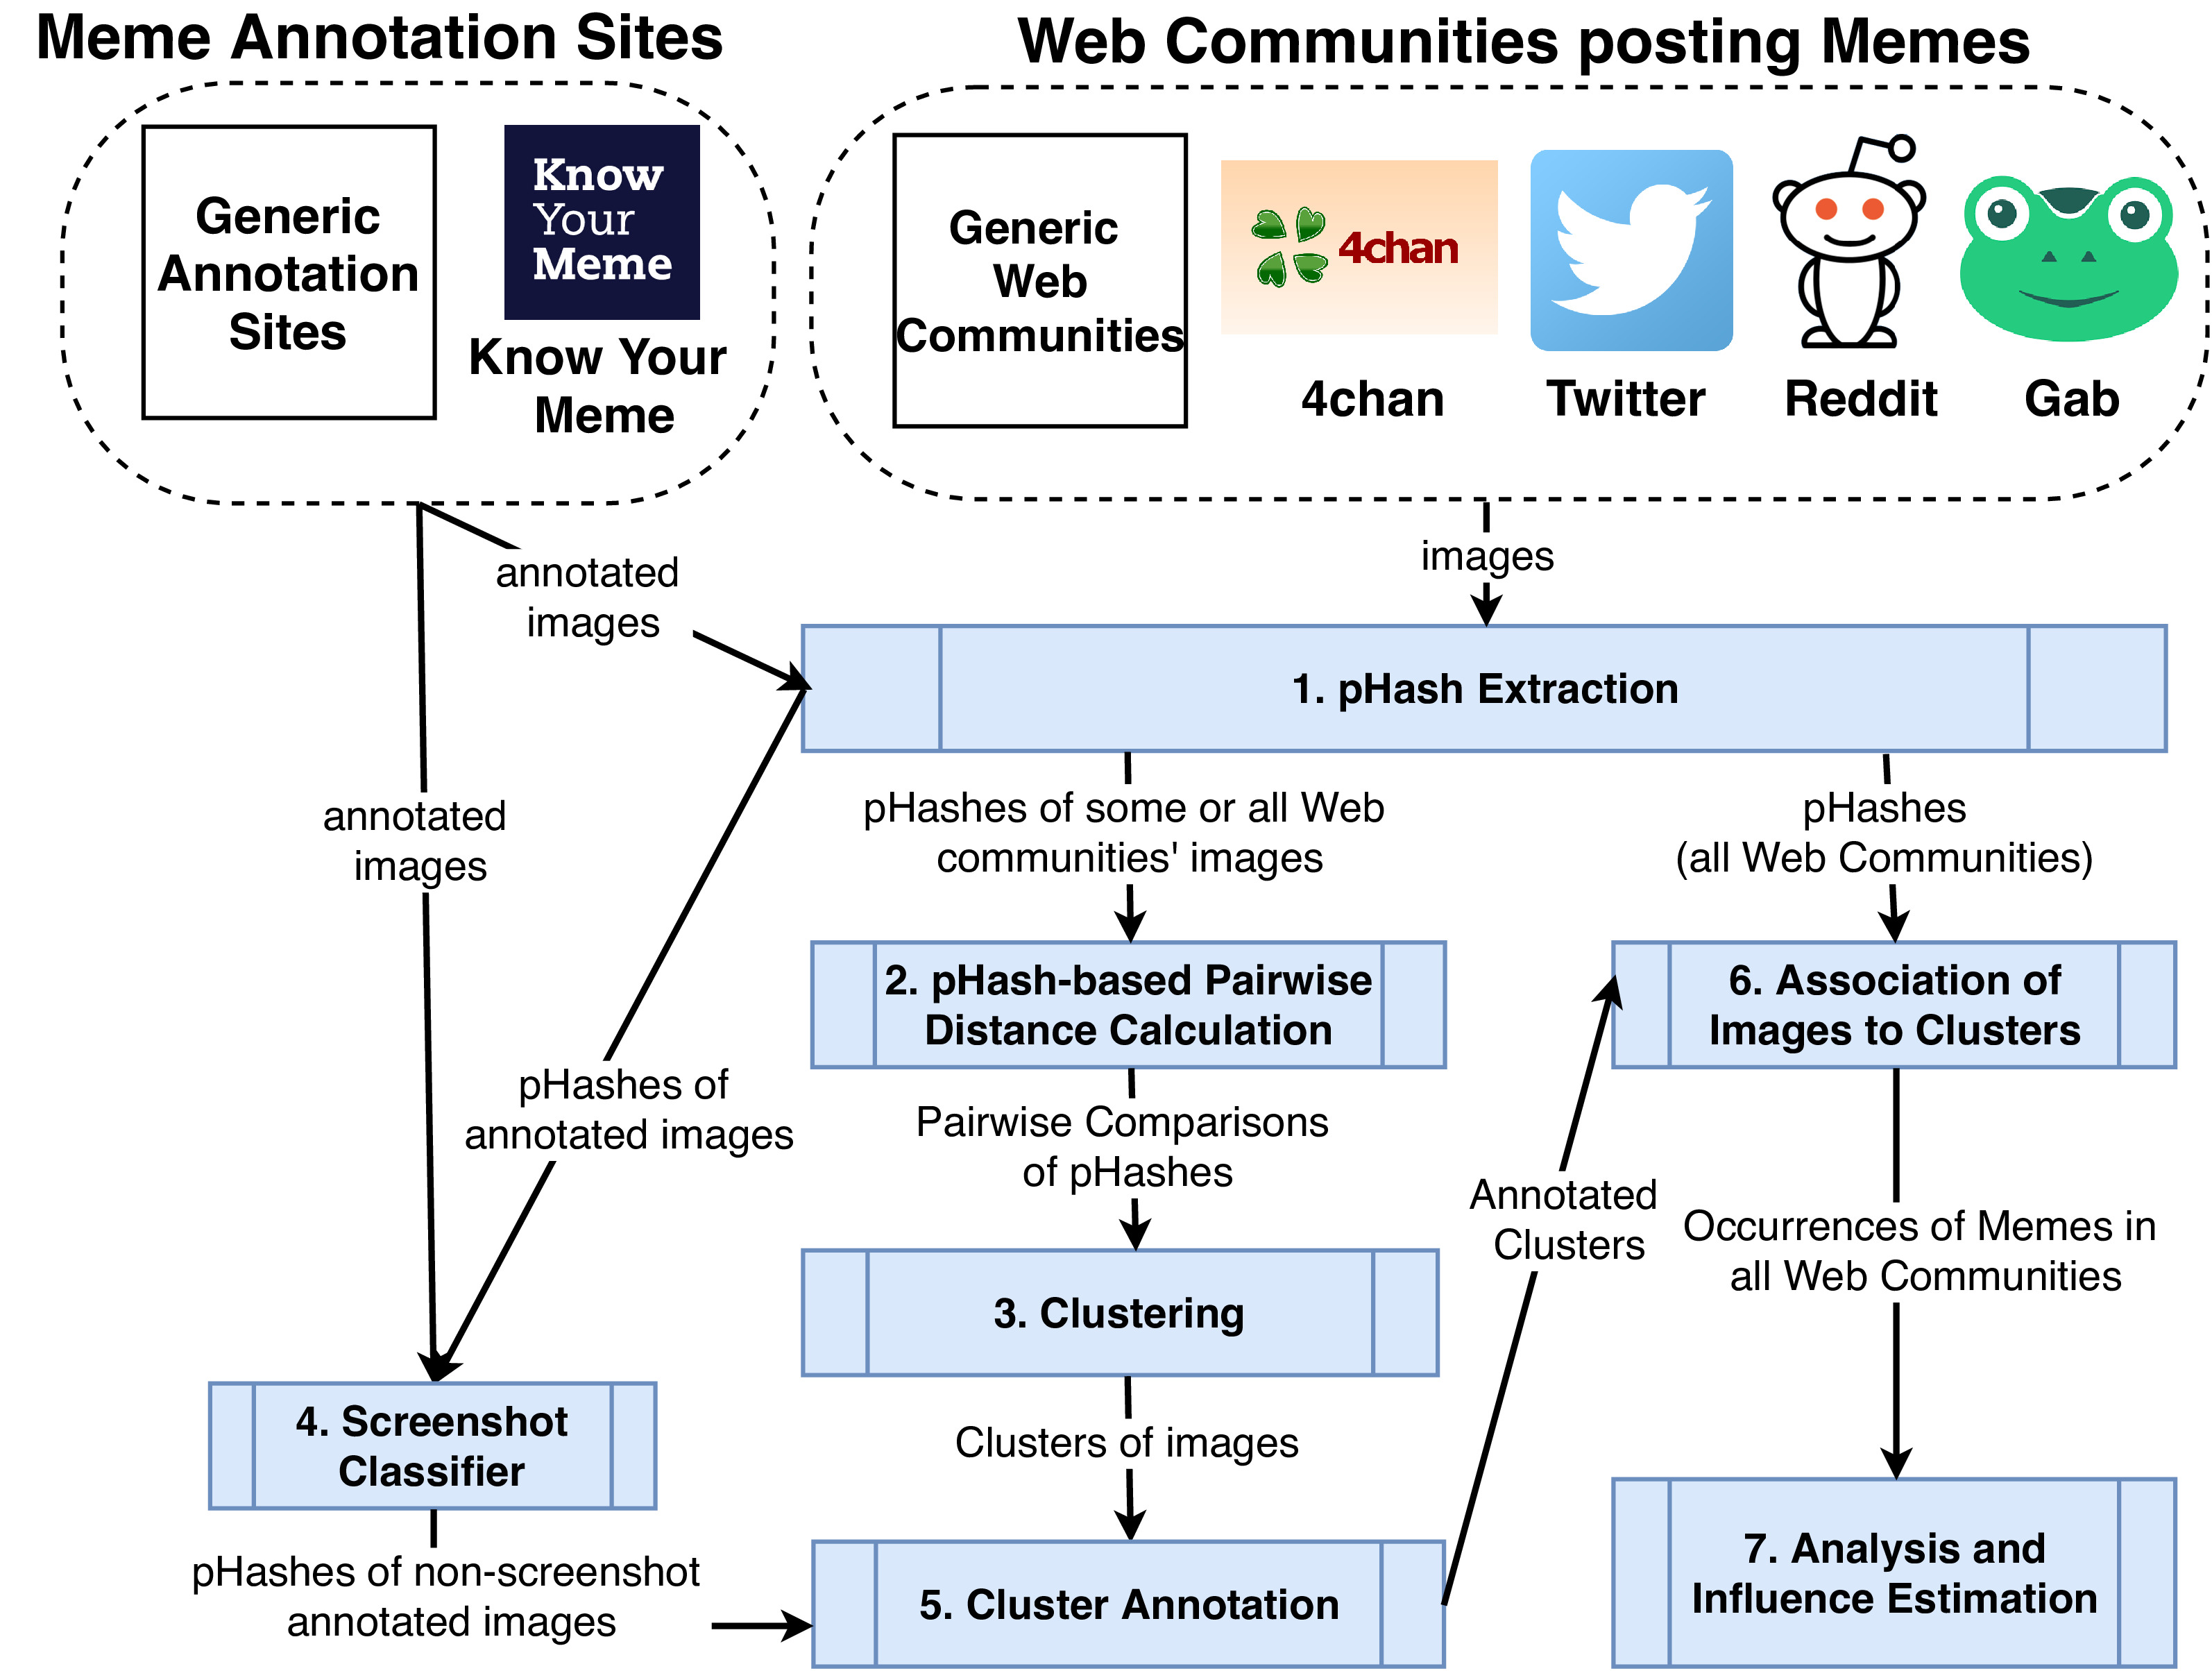 Meme Annotation Sites
Web Communities posting Memes
Generic
Annotation
Sites
Know
Your
Meme
Know Your
Meme
Generic
Web
Communities
4chan
4chan
Twitter
Reddit
Gab
annotated
images
images
1. pHash Extraction
annotated
images
pHashes of some or all Web
communities' images
pHashes
(all Web Communities)
2. pHash-based Pairwise
Distance Calculation
6. Association of
Images to Clusters
pHashes of
annotated images
Pairwise Comparisons
of pHashes
Annotated
Clusters
Occurrences of Memes in
all Web Communities
3. Clustering
4. Screenshot
Classifier
Clusters of images
pHashes of non-screenshot
annotated images
5. Cluster Annotation
7. Analysis and
Influence Estimation